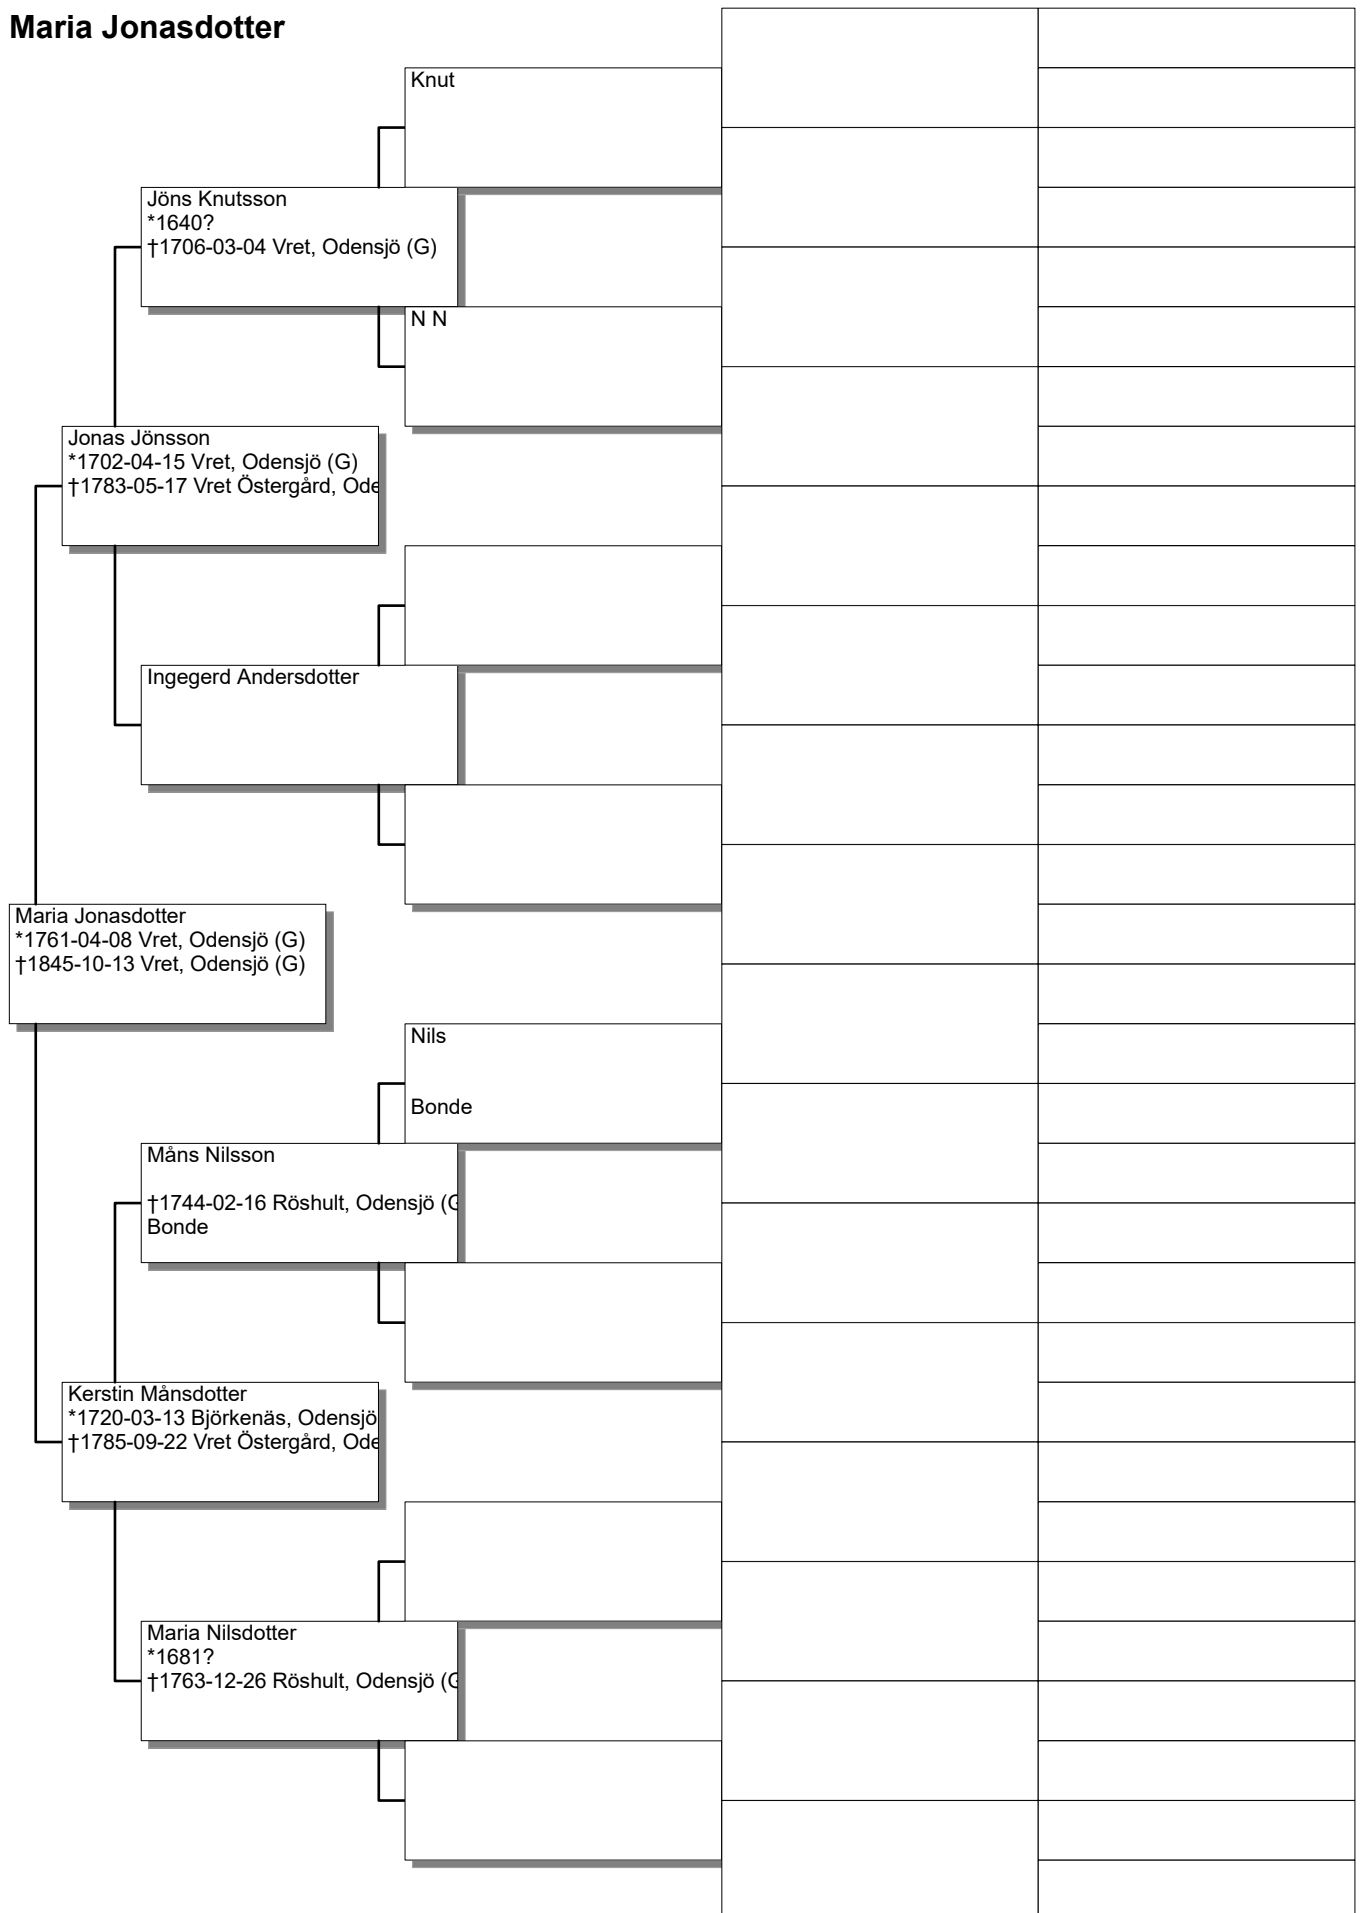 Maria Jonasdotter
Knut
Jöns Knutsson
*1640?
†1706-03-04 Vret, Odensjö (G)
N N
Jonas Jönsson
*1702-04-15 Vret, Odensjö (G)
†1783-05-17 Vret Östergård, Ode
Ingegerd Andersdotter
Maria Jonasdotter
*1761-04-08 Vret, Odensjö (G)
†1845-10-13 Vret, Odensjö (G)
Nils
Bonde
Måns Nilsson
†1744-02-16 Röshult, Odensjö (G
Bonde
Kerstin Månsdotter
*1720-03-13 Björkenäs, Odensjö
†1785-09-22 Vret Östergård, Ode
Maria Nilsdotter
*1681?
†1763-12-26 Röshult, Odensjö (G